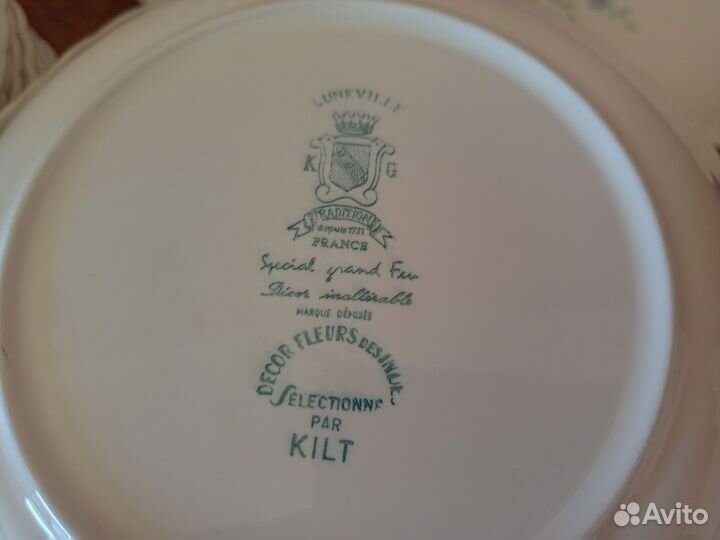 LUNEVILLE
K G
TRADITION
depuis 1731
FRANCE
Special grand Feu
Décor inaltérable
MARQUE DÉPOSÉE
DECOR FLEURS DES INDES
SÉLECTIONNE
PAR
KILT
Avito